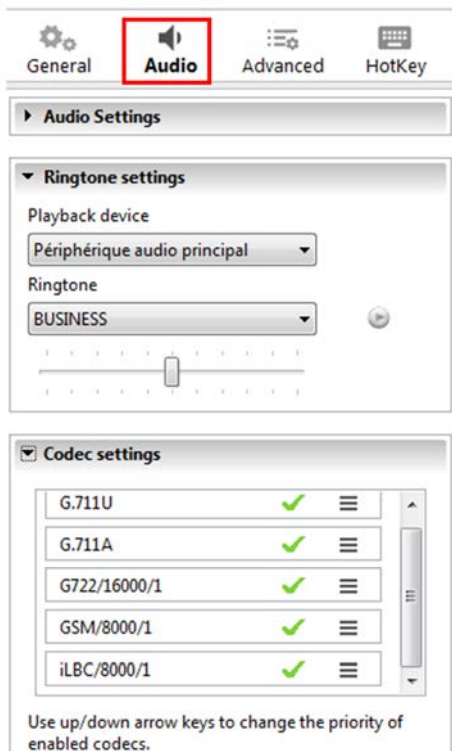 General Audio Advanced HotKey
Audio Settings
Ringtone settings
Playback device
Périphérique audio principal
Ringtone
BUSINESS
Codec settings
G.711U
G.711A
G722/16000/1
GSM/8000/1
iLBC/8000/1
Use up/down arrow keys to change the priority of
enabled codecs.